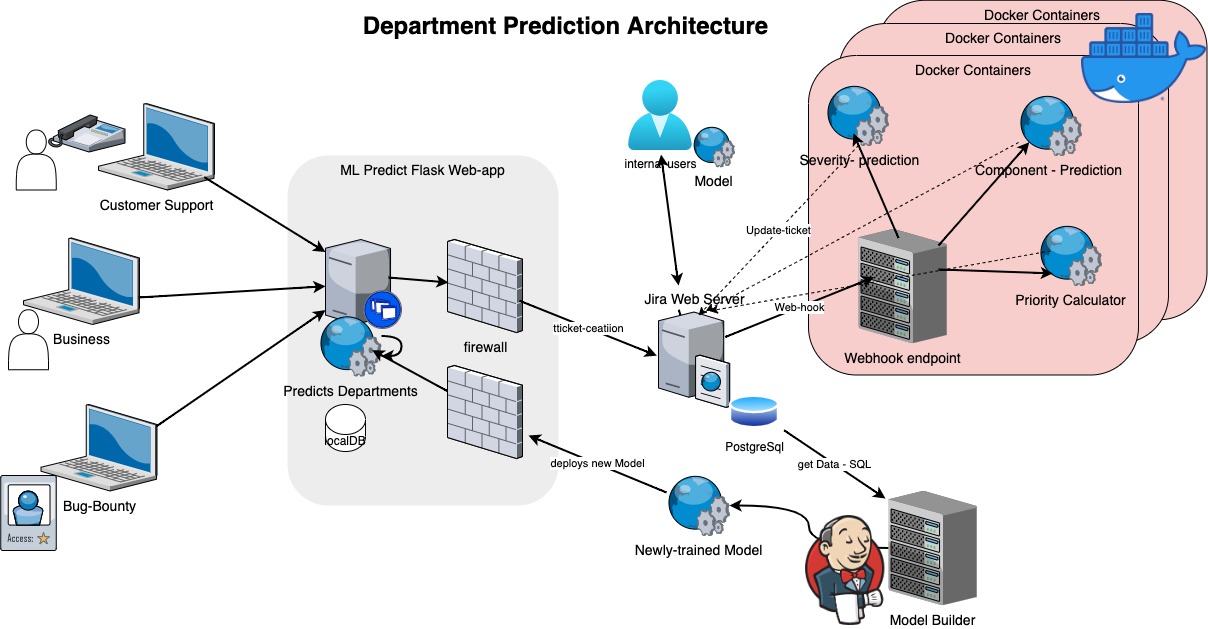 Department Prediction Architecture
Docker Containers
Docker Containers
Docker Containers
Customer Support
Business
Bug-Bounty
Access:
ML Predict Flask Web-app
firewall
Predicts Departments
localDB
internal users
Model
Severity- prediction
Component - Prediction
Update-ticket
Jira Web Server
Web-hook
Priority Calculator
Webhook endpoint
tticket-ceatiion
PostgreSql
get Data - SQL
deploys new Model
Newly-trained Model
Model Builder